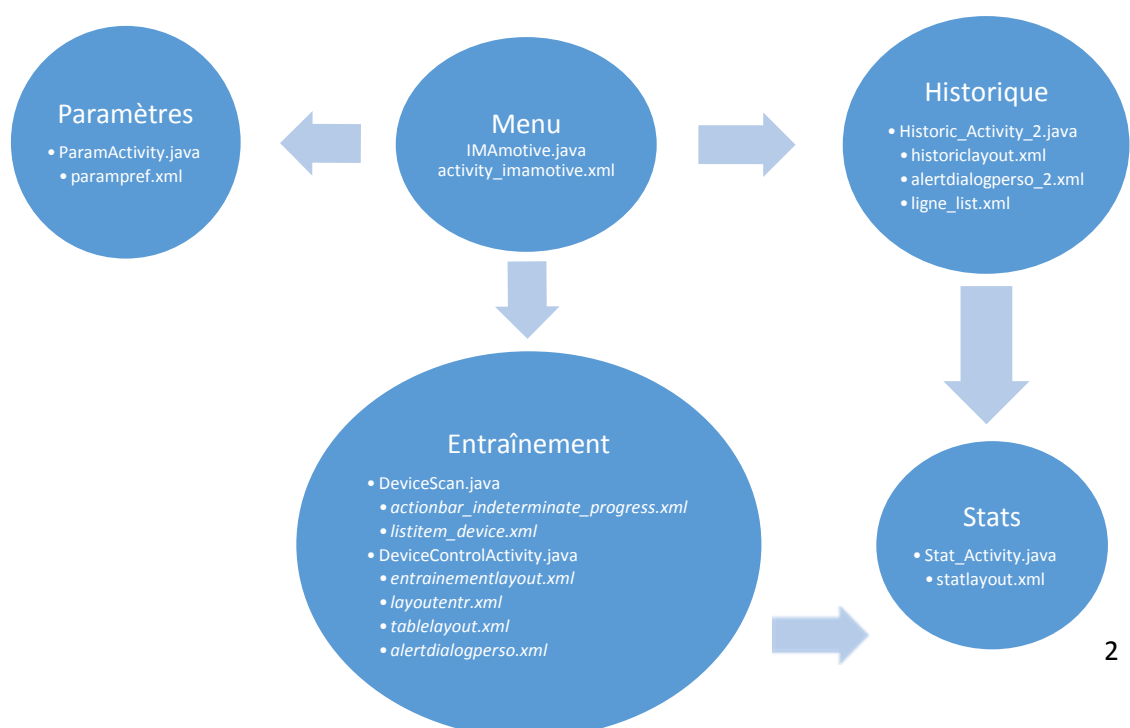 Paramètres
• ParamActivity.java
• parampref.xml
Menu
IMAmotive.java
activity_imamotive.xml
Historique
• Historic_Activity_2.java
• historiclayout.xml
• alertdialogperso_2.xml
• ligne_list.xml
Entraînement
• DeviceScan.java
• actionbar_indeterminate_progress.xml
• listitem_device.xml
• DeviceControlActivity.java
• entrainementlayout.xml
• layoutentr.xml
• tablelayout.xml
• alertdialogperso.xml
Stats
• Stat_Activity.java
• statlayout.xml
2